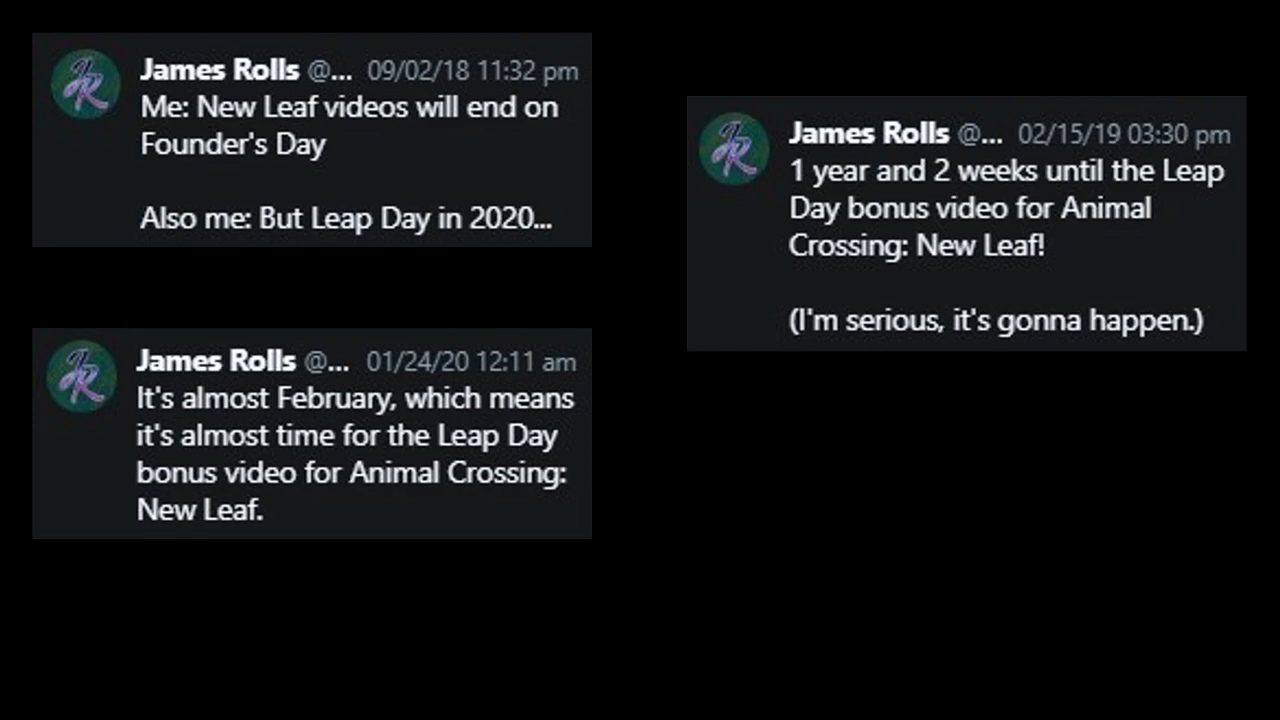 James Rolls @... 09/02/18 11:32 pm
Me: New Leaf videos will end on
Founder's Day
Also me: But Leap Day in 2020...
James Rolls @... 02/15/19 03:30 pm
1 year and 2 weeks until the Leap
Day bonus video for Animal
Crossing: New Leaf!
(I'm serious, it's gonna happen.)
James Rolls @... 01/24/20 12:11 am
It's almost February, which means
it's almost time for the Leap Day
bonus video for Animal Crossing:
New Leaf.